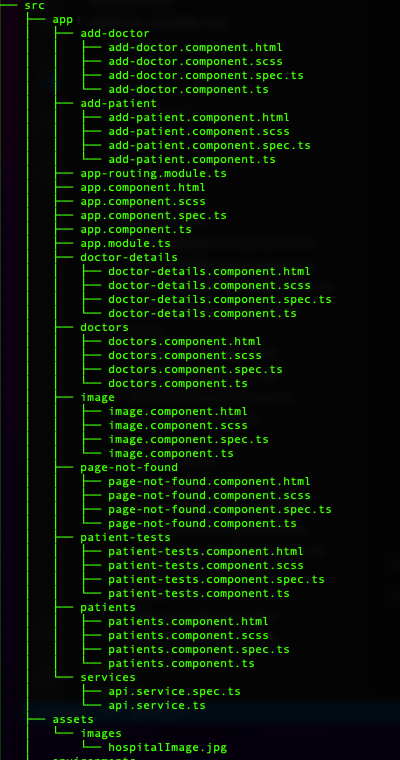 ── src
├── app
├── add-doctor
├── add-doctor.component.html
├── add-doctor.component.scss
├── add-doctor.component.spec.ts
└── add-doctor.component.ts
├── add-patient
├── add-patient.component.html
├── add-patient.component.scss
├── add-patient.component.spec.ts
└── add-patient.component.ts
├── app-routing.module.ts
├── app.component.html
├── app.component.scss
├── app.component.spec.ts
├── app.component.ts
├── app.module.ts
├── doctor-details
├── doctor-details.component.html
├── doctor-details.component.scss
├── doctor-details.component.spec.ts
└── doctor-details.component.ts
├── doctors
├── doctors.component.html
├── doctors.component.scss
├── doctors.component.spec.ts
└── doctors.component.ts
├── image
├── image.component.html
├── image.component.scss
├── image.component.spec.ts
└── image.component.ts
├── page-not-found
├── page-not-found.component.html
├── page-not-found.component.scss
├── page-not-found.component.spec.ts
└── page-not-found.component.ts
├── patient-tests
├── patient-tests.component.html
├── patient-tests.component.scss
├── patient-tests.component.spec.ts
└── patient-tests.component.ts
├── patients
├── patients.component.html
├── patients.component.scss
├── patients.component.spec.ts
└── patients.component.ts
└── services
├── api.service.spec.ts
└── api.service.ts
├── assets
└── images
└── hospitalImage.jpg